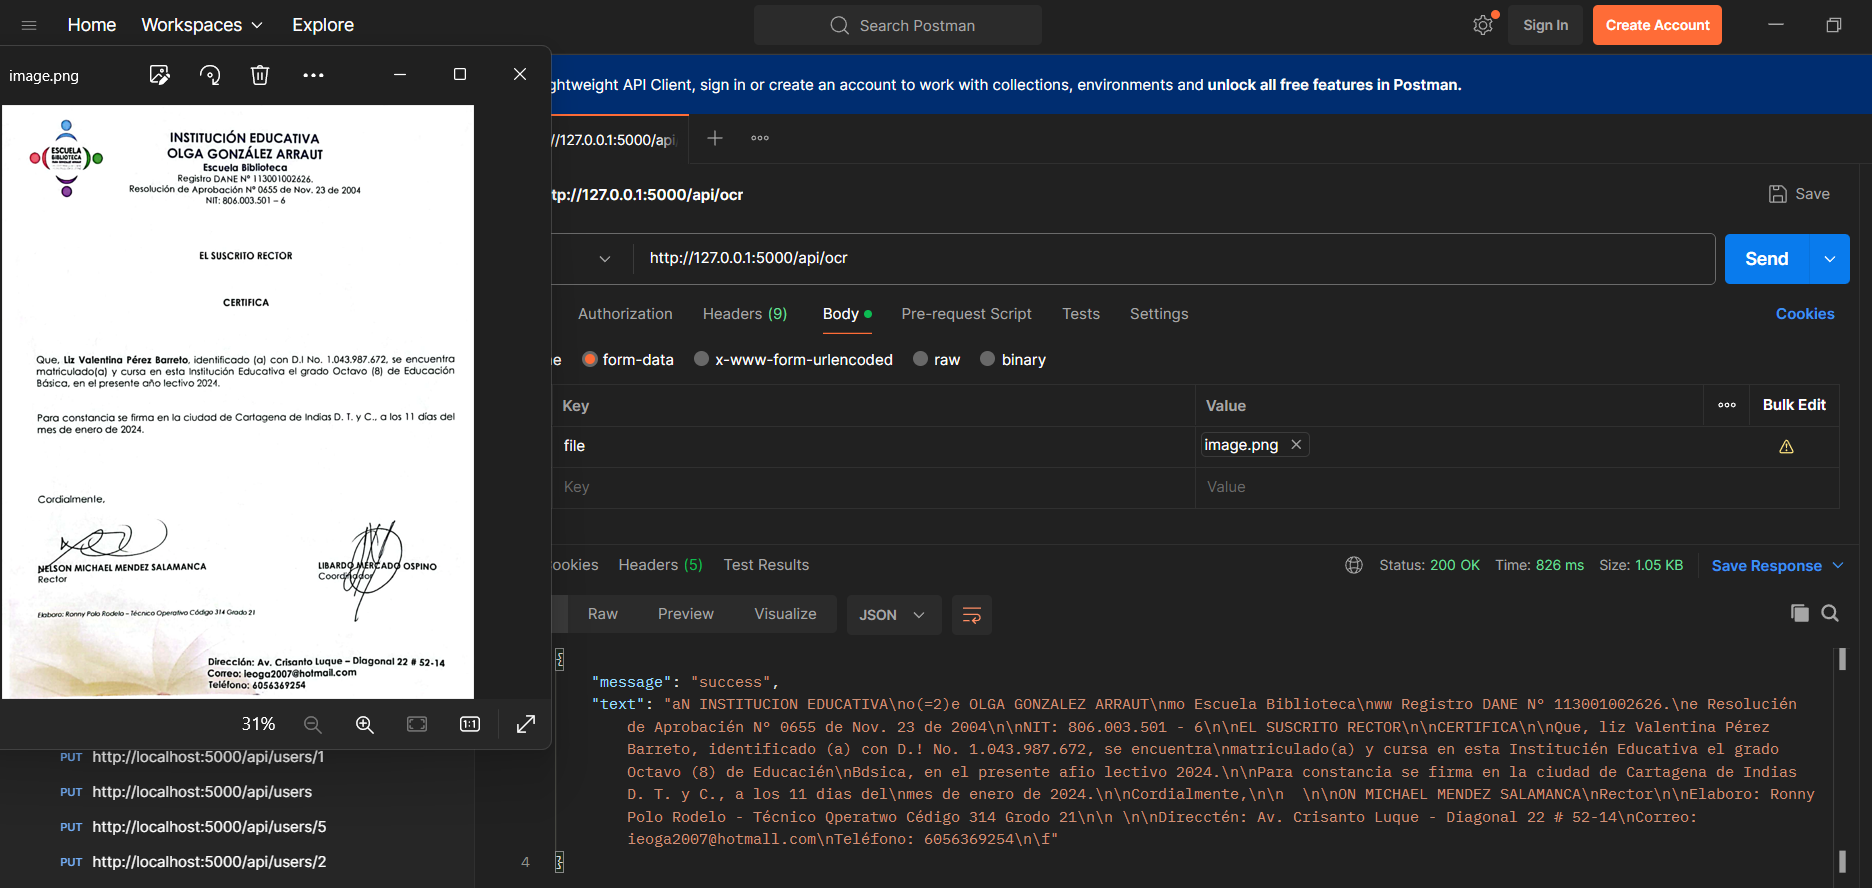 Home
Workspaces
Explore
Search Postman
Sign In
Create Account
image.png
ghtweight API Client, sign in or create an account to work with collections, environments and unlock all free features in Postman.
ESCUELA
BIBLIOTECA
INSTITUCIÓN EDUCATIVA
OLGA GONZÁLEZ ARRAUT
Escuela Biblioteca
Registro DANE Nº 113001002626.
Resolución de Aprobación Nº 0655 de Nov. 23 de 2004
NIT: 806.003.501 – 6
EL SUSCRITO RECTOR
CERTIFICA
Que, Liz Valentina Pérez Barreto, identificado (a) con D.I No. 1.043.987.672, se encuentra
matriculado(a) y cursa en esta Institución Educativa el grado Octavo (8) de Educación
Básica, en el presente año lectivo 2024.
Para constancia se firma en la ciudad de Cartagena de Indias D. T. y C., a los 11 días del
mes de enero de 2024.
Cordialmente,
NELSON MICHAEL MENDEZ SALAMANCA
Rector
LIBARDO MERCADO OSPINO
Coordinador
Elaboro: Ronny Polo Rodelo – Técnico Operativo Código 314 Grado 21
Dirección: Av. Crisanto Luque – Diagonal 22 # 52-14
Correo: ieoga2007@hotmail.com
Teléfono: 6056369254
31%
1:1
PUT http://localhost:5000/api/users/1
PUT http://localhost:5000/api/users
PUT http://localhost:5000/api/users/5
PUT http://localhost:5000/api/users/2
//127.0.0.1:5000/api/
tp://127.0.0.1:5000/api/ocr
Save
http://127.0.0.1:5000/api/ocr
Send
Authorization
Headers (9)
Body
Pre-request Script
Tests
Settings
Cookies
e
form-data
x-www-form-urlencoded
raw
binary
Key
Value
Bulk Edit
file
image.png
Key
Value
ookies
Headers (5)
Test Results
Status: 200 OK
Time: 826 ms
Size: 1.05 KB
Save Response
Raw
Preview
Visualize
JSON
{
"message": "success",
"text": "aN INSTITUCION EDUCATIVA\no(=2)e OLGA GONZALEZ ARRAUT\nmo Escuela Biblioteca\nww Registro DANE N° 113001002626.\ne Resolución
de Aprobación N° 0655 de Nov. 23 de 2004\n\nNIT: 806.003.501 - 6\n\nEL SUSCRITO RECTOR\n\nCERTIFICA\n\nQue, liz Valentina Pérez
Barreto, identificado (a) con D.! No. 1.043.987.672, se encuentra\nmatriculado(a) y cursa en esta Institución Educativa el grado
Octavo (8) de Educación\nBdsica, en el presente afio lectivo 2024.\n\nPara constancia se firma en la ciudad de Cartagena de Indias
D. T. y C., a los 11 dias del\nmes de enero de 2024.\n\nCordialmente,\n\n  \n\nON MICHAEL MENDEZ SALAMANCA\nRector\n\nElaboro: Ronny
Polo Rodelo - Técnico Qperatwo Cédigo 314 Grodo 21\n\n \n\nDirecctén: Av. Crisanto Luque - Diagonal 22 # 52-14\nCorreo:
ieoga2007@hotmall.com\nTeléfono: 6056369254\n\f"
4
}